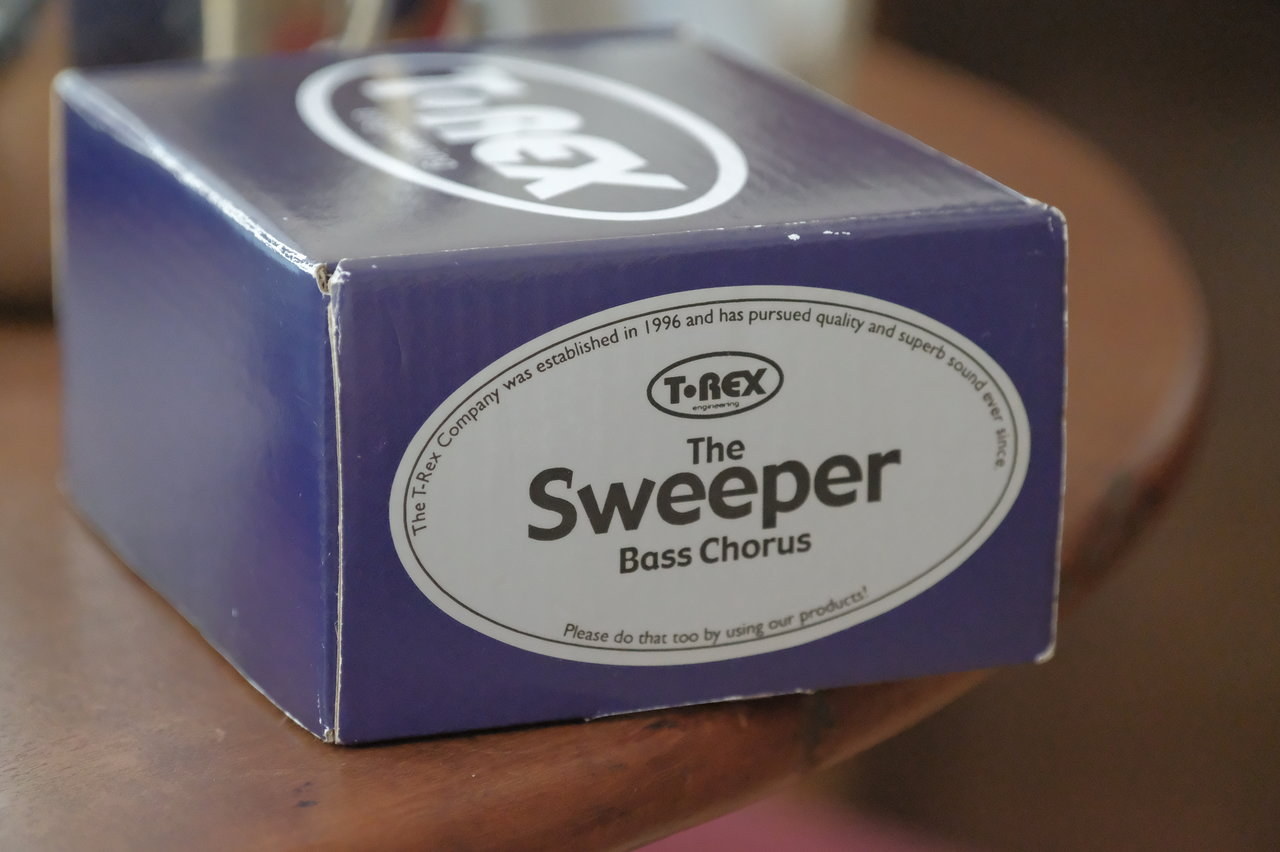 T-REX
The T-Rex Company was established in 1996 and has pursued quality and superb sound ever since.
T•REX
engineering
The
Sweeper
Bass Chorus
Please do that too by using our products!